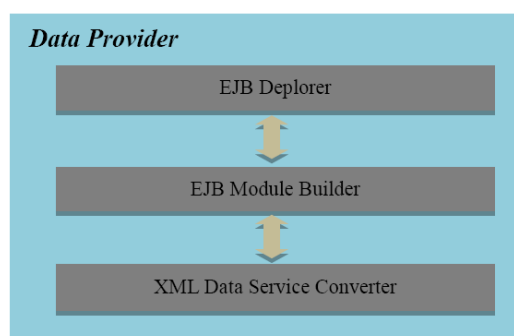 Data Provider
EJB Deplorer
EJB Module Builder
XML Data Service Converter